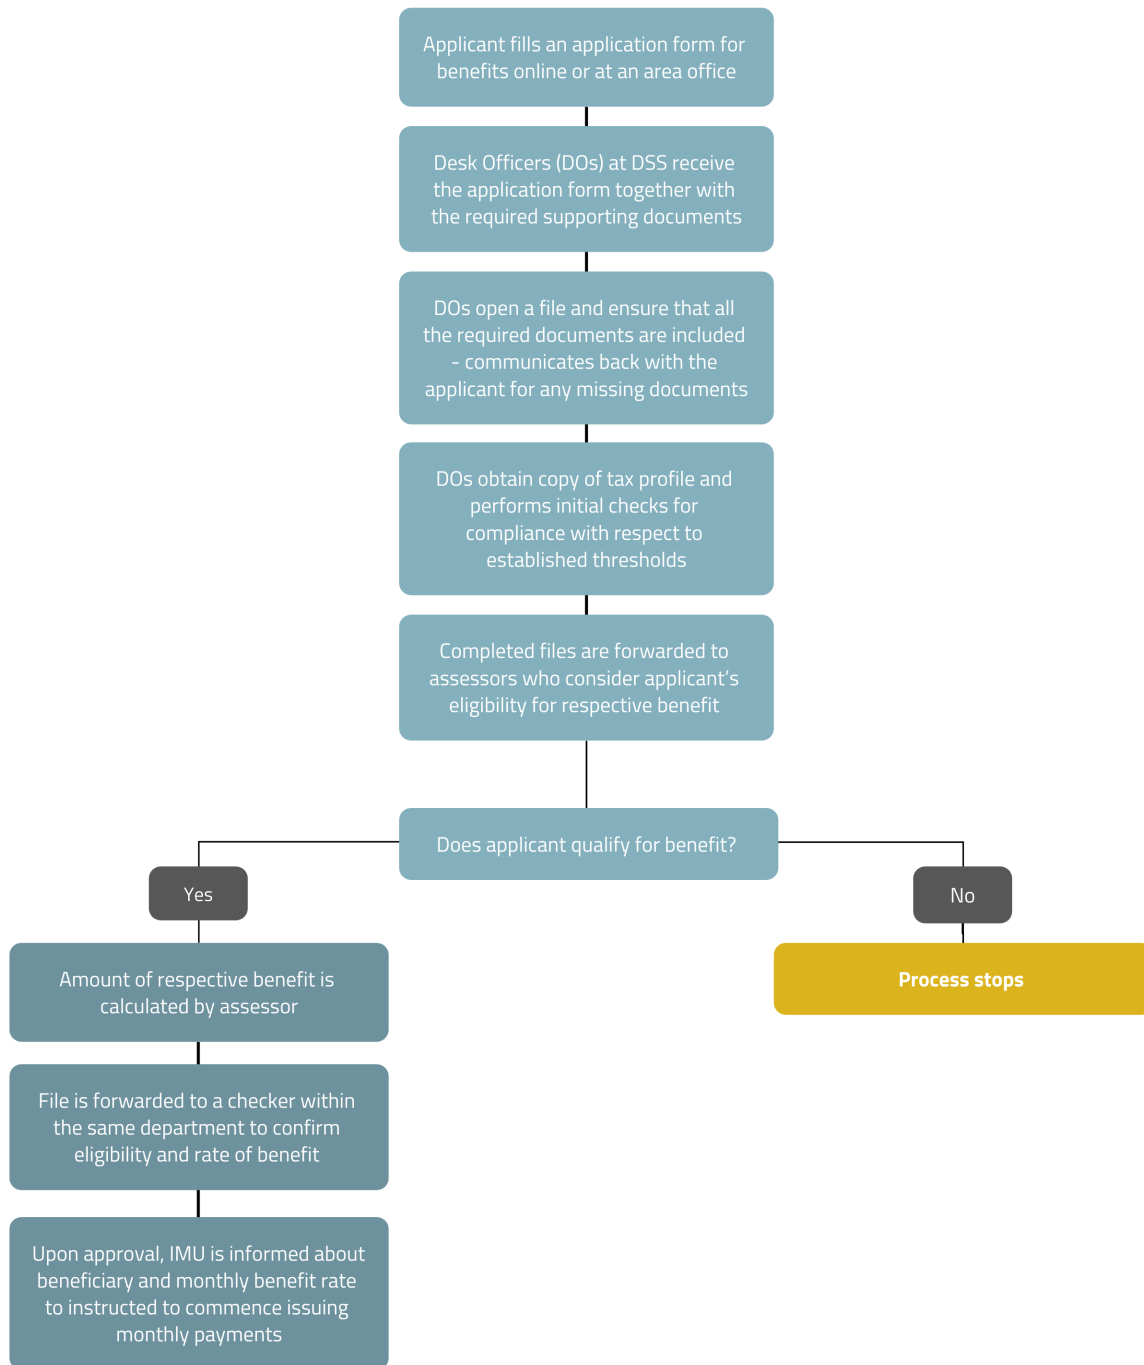 Applicant fills an application form for
benefits online or at an area office
Desk Officers (DOs) at DSS receive
the application form together with
the required supporting documents
DOs open a file and ensure that all
the required documents are included
- communicates back with the
applicant for any missing documents
DOs obtain copy of tax profile and
performs initial checks for
compliance with respect to
established thresholds
Completed files are forwarded to
assessors who consider applicant’s
eligibility for respective benefit
Does applicant qualify for benefit?
Yes
No
Amount of respective benefit is
calculated by assessor
Process stops
File is forwarded to a checker within
the same department to confirm
eligibility and rate of benefit
Upon approval, IMU is informed about
beneficiary and monthly benefit rate
to instructed to commence issuing
monthly payments